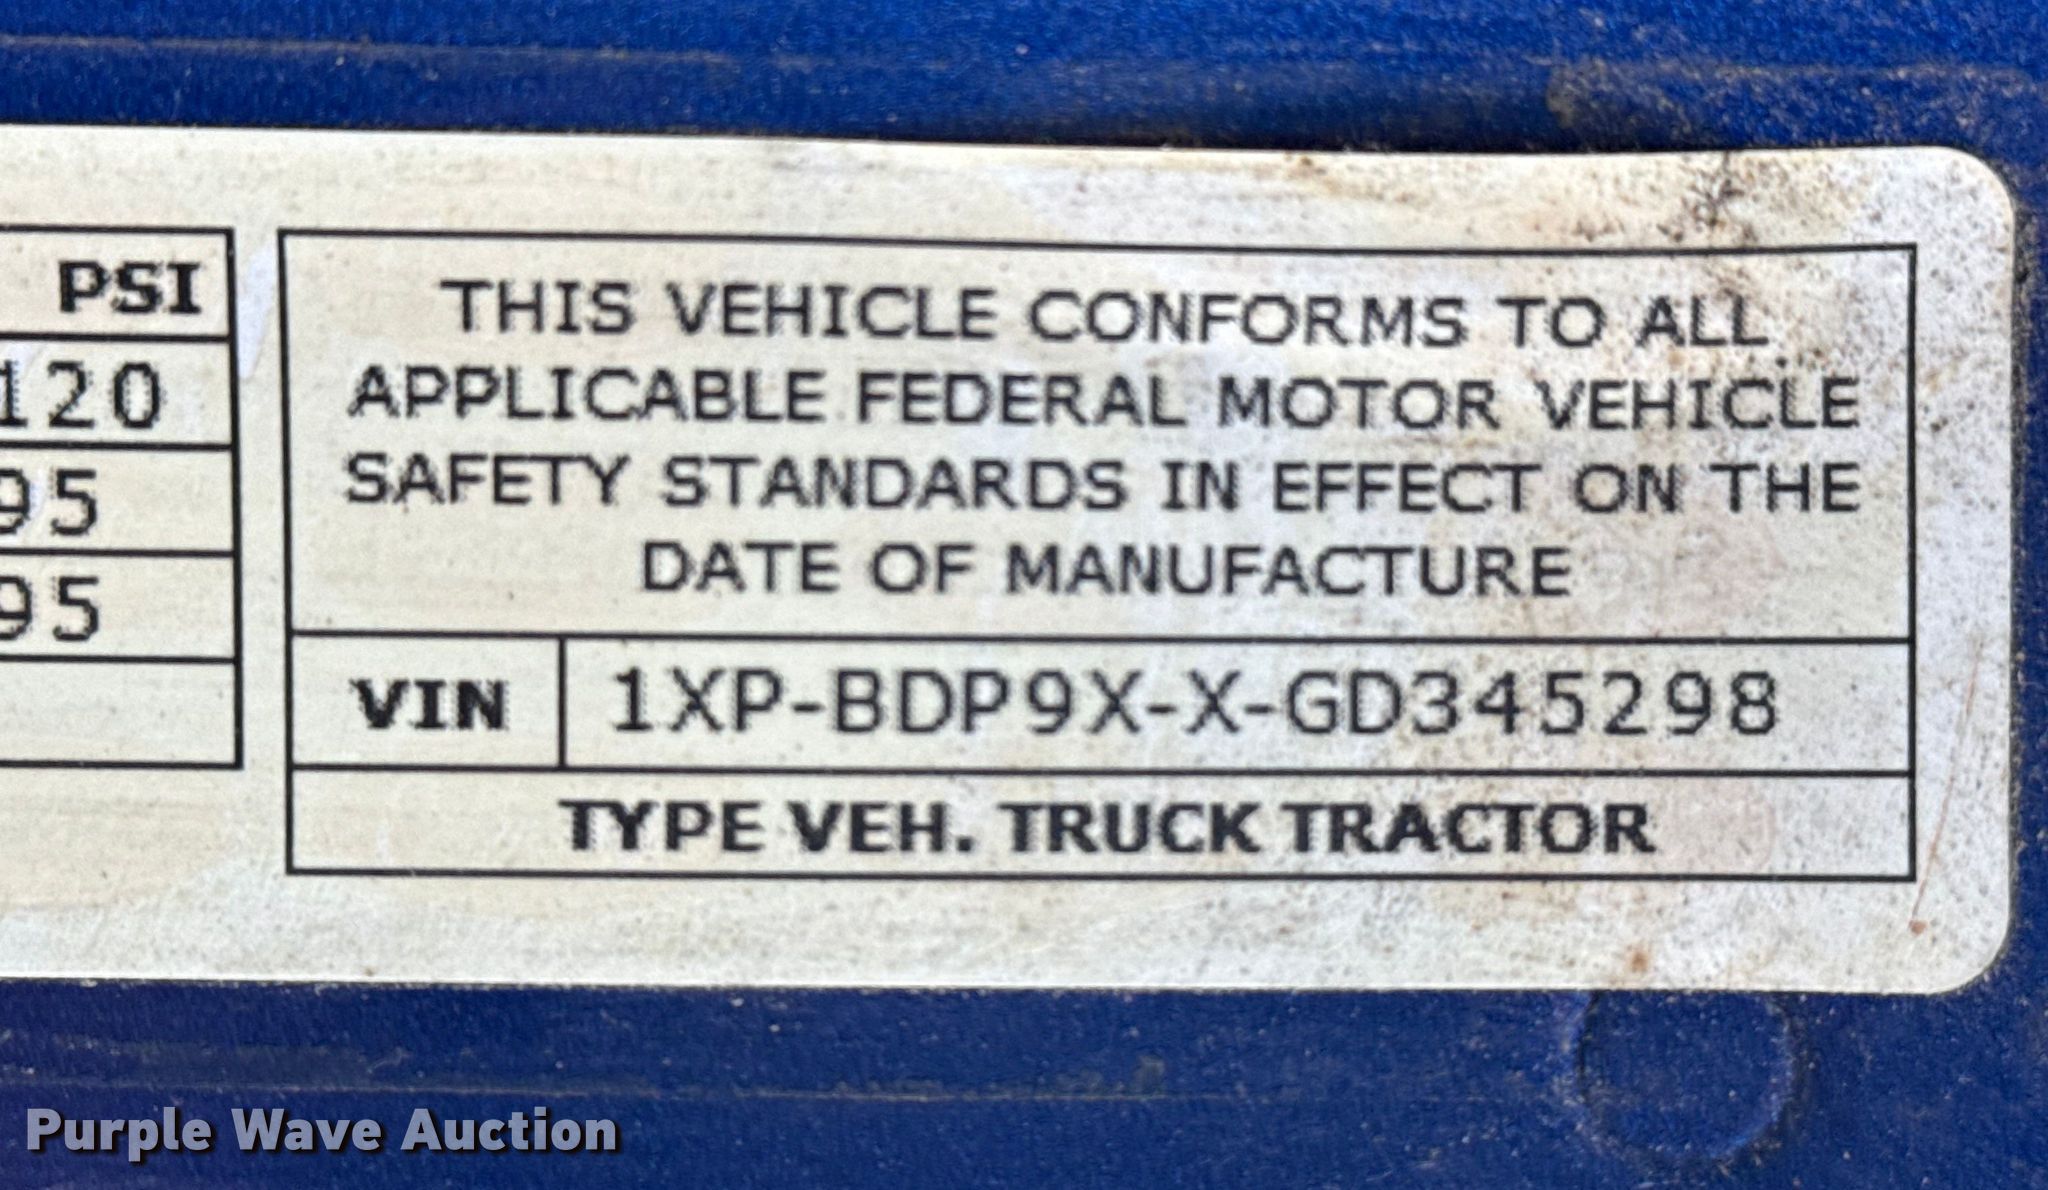 PSI
120
95
95
THIS VEHICLE CONFORMS TO ALL
APPLICABLE FEDERAL MOTOR VEHICLE
SAFETY STANDARDS IN EFFECT ON THE
DATE OF MANUFACTURE
VIN 1XP-BDP9X-X-GD345298
TYPE VEH. TRUCK TRACTOR
Purple Wave Auction